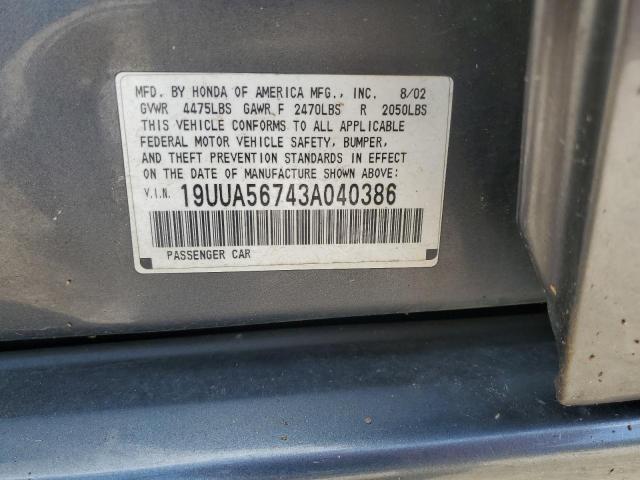 MFD. BY HONDA OF AMERICA MFG., INC. 8/02
GVWR 4475LBS GAWR F 2470LBS R 2050LBS
THIS VEHICLE CONFORMS TO ALL APPLICABLE
FEDERAL MOTOR VEHICLE SAFETY, BUMPER,
AND THEFT PREVENTION STANDARDS IN EFFECT
ON THE DATE OF MANUFACTURE SHOWN ABOVE:
V.I.N. 19UUA56743A040386
PASSENGER CAR